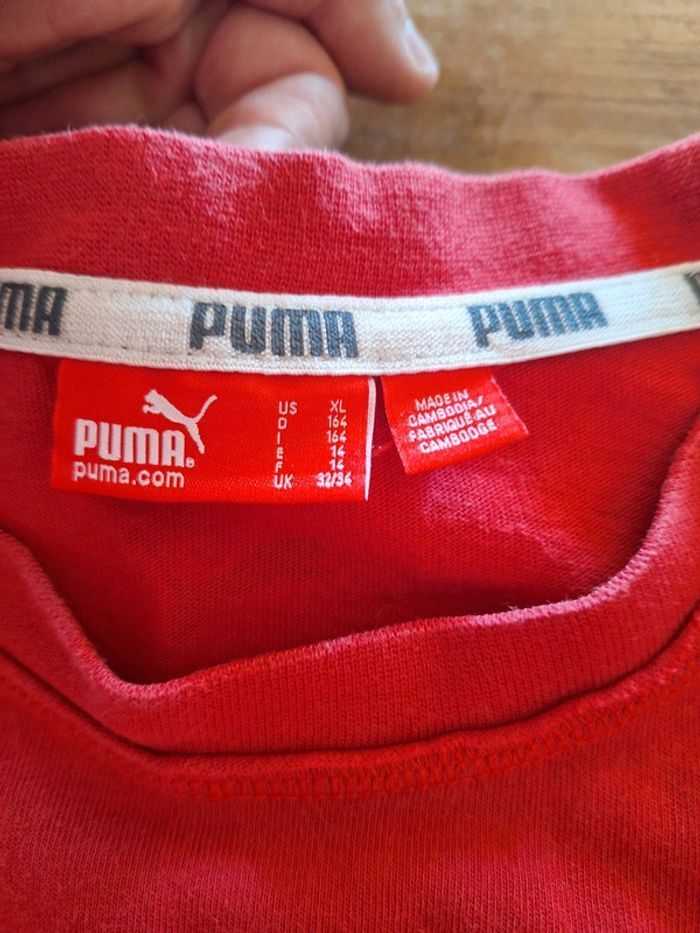 PUMA
PUMA
PUMA
puma.com
US XL
D 164
I 164
E 14
F 14
UK 32/34
MADE IN
CAMBODIA/
FABRIQUÉ AU
CAMBODGE